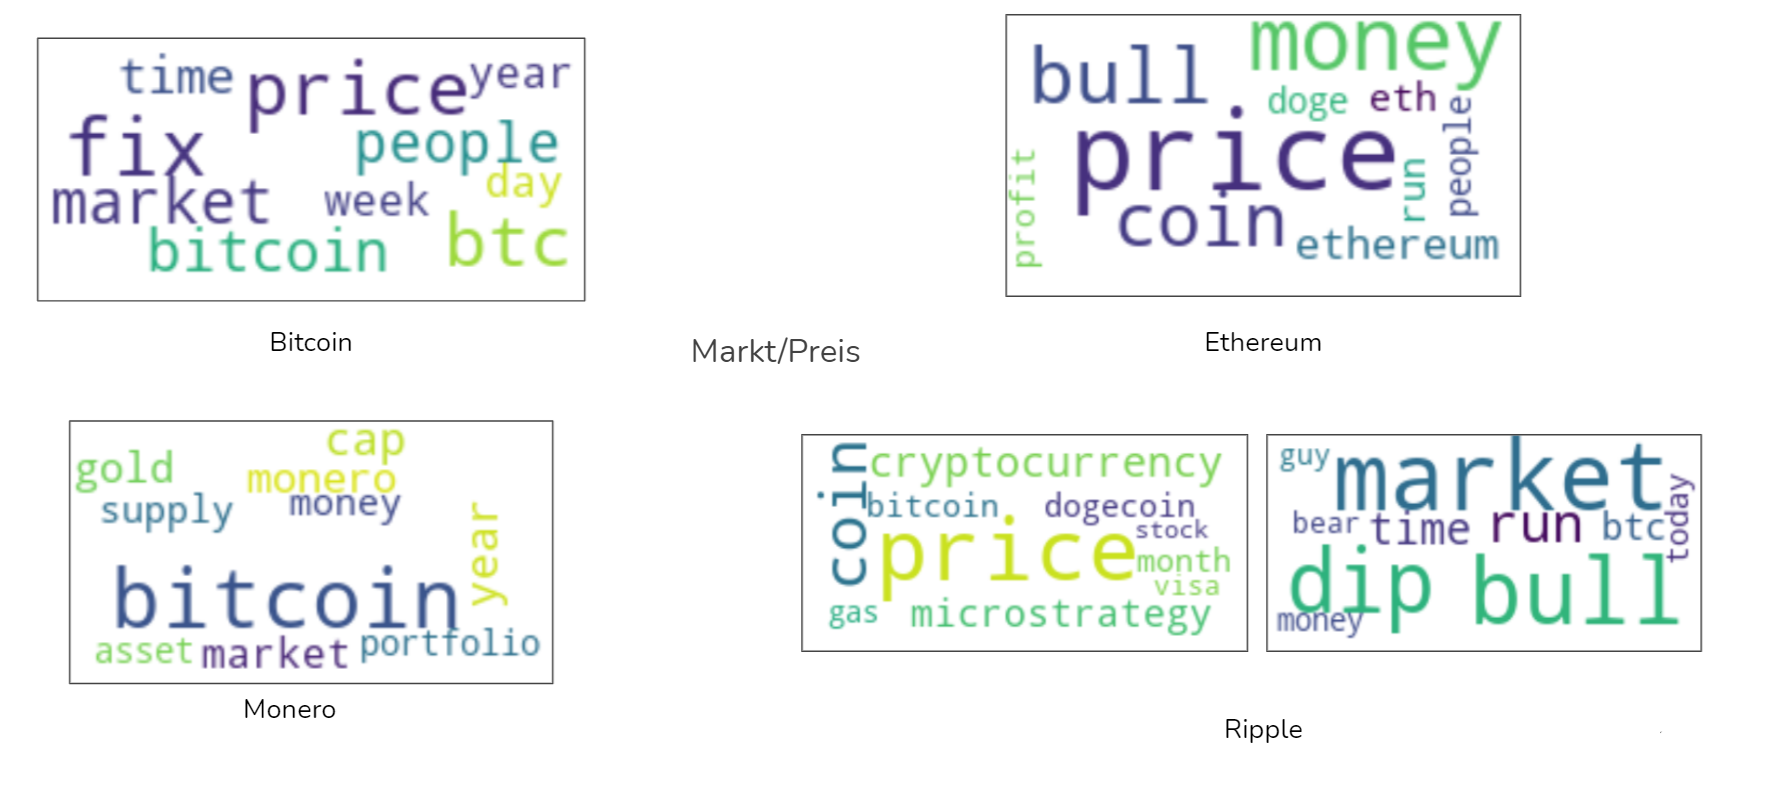 time price year
fix people
day
market week
bitcoin btc
Bitcoin
money
bull
doge eth
people
price
profit
run
coin
ethereum
Ethereum
Markt/Preis
cap
gold
monero
supply money
year
bitcoin
asset market portfolio
Monero
coin
cryptocurrency
bitcoin dogecoin
stock
price
month
visa
gas microstrategy
guy market
today
bear time run btc
dip bull
money
Ripple